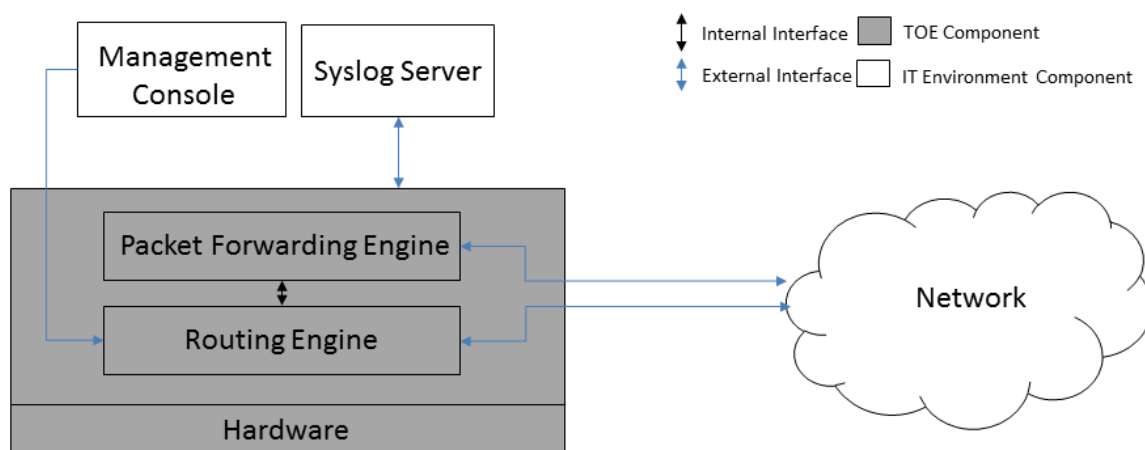 Management
Console
Syslog Server
Internal Interface
TOE Component
External Interface
IT Environment Component
Packet Forwarding Engine
Routing Engine
Network
Hardware